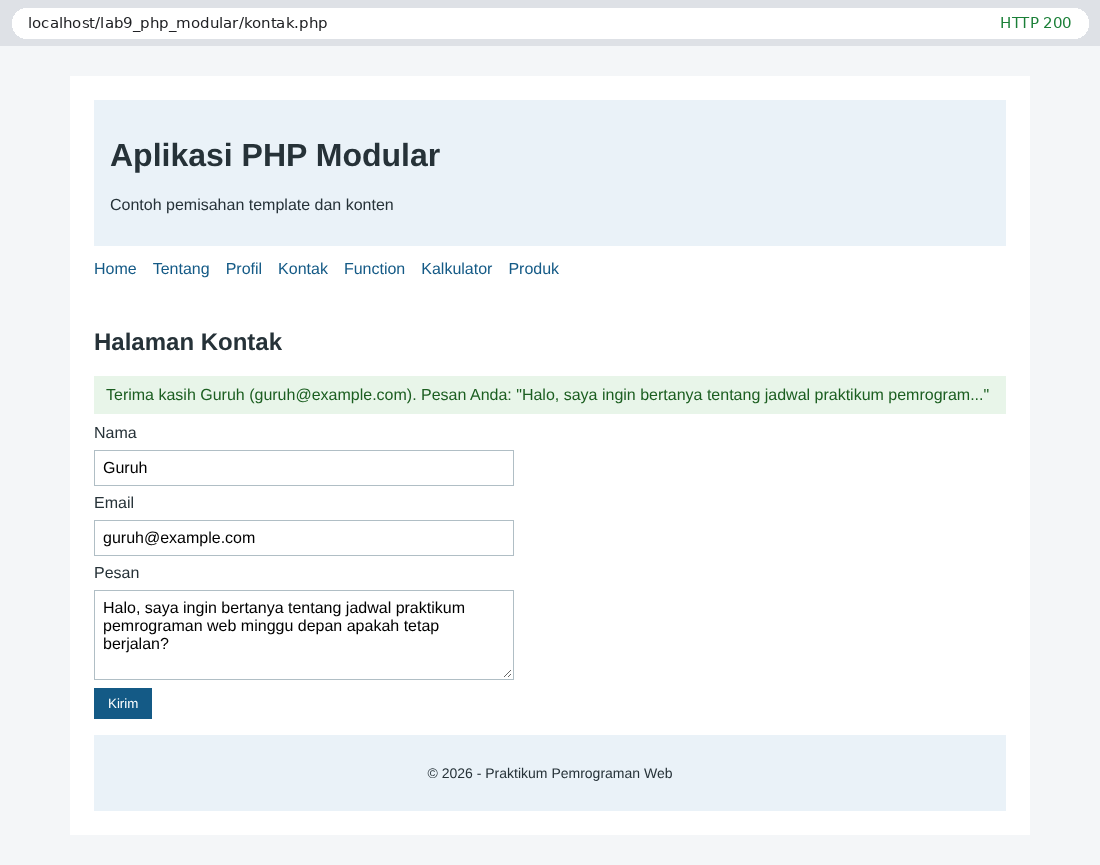 localhost/lab9_php_modular/kontak.php HTTP 200
Aplikasi PHP Modular
Contoh pemisahan template dan konten
Home Tentang Profil Kontak Function Kalkulator Produk
Halaman Kontak
Terima kasih Guruh (guruh@example.com). Pesan Anda: "Halo, saya ingin bertanya tentang jadwal praktikum pemrogram..."
Nama
Guruh
Email
guruh@example.com
Pesan
Halo, saya ingin bertanya tentang jadwal praktikum
pemrograman web minggu depan apakah tetap
berjalan?
Kirim
© 2026 - Praktikum Pemrograman Web